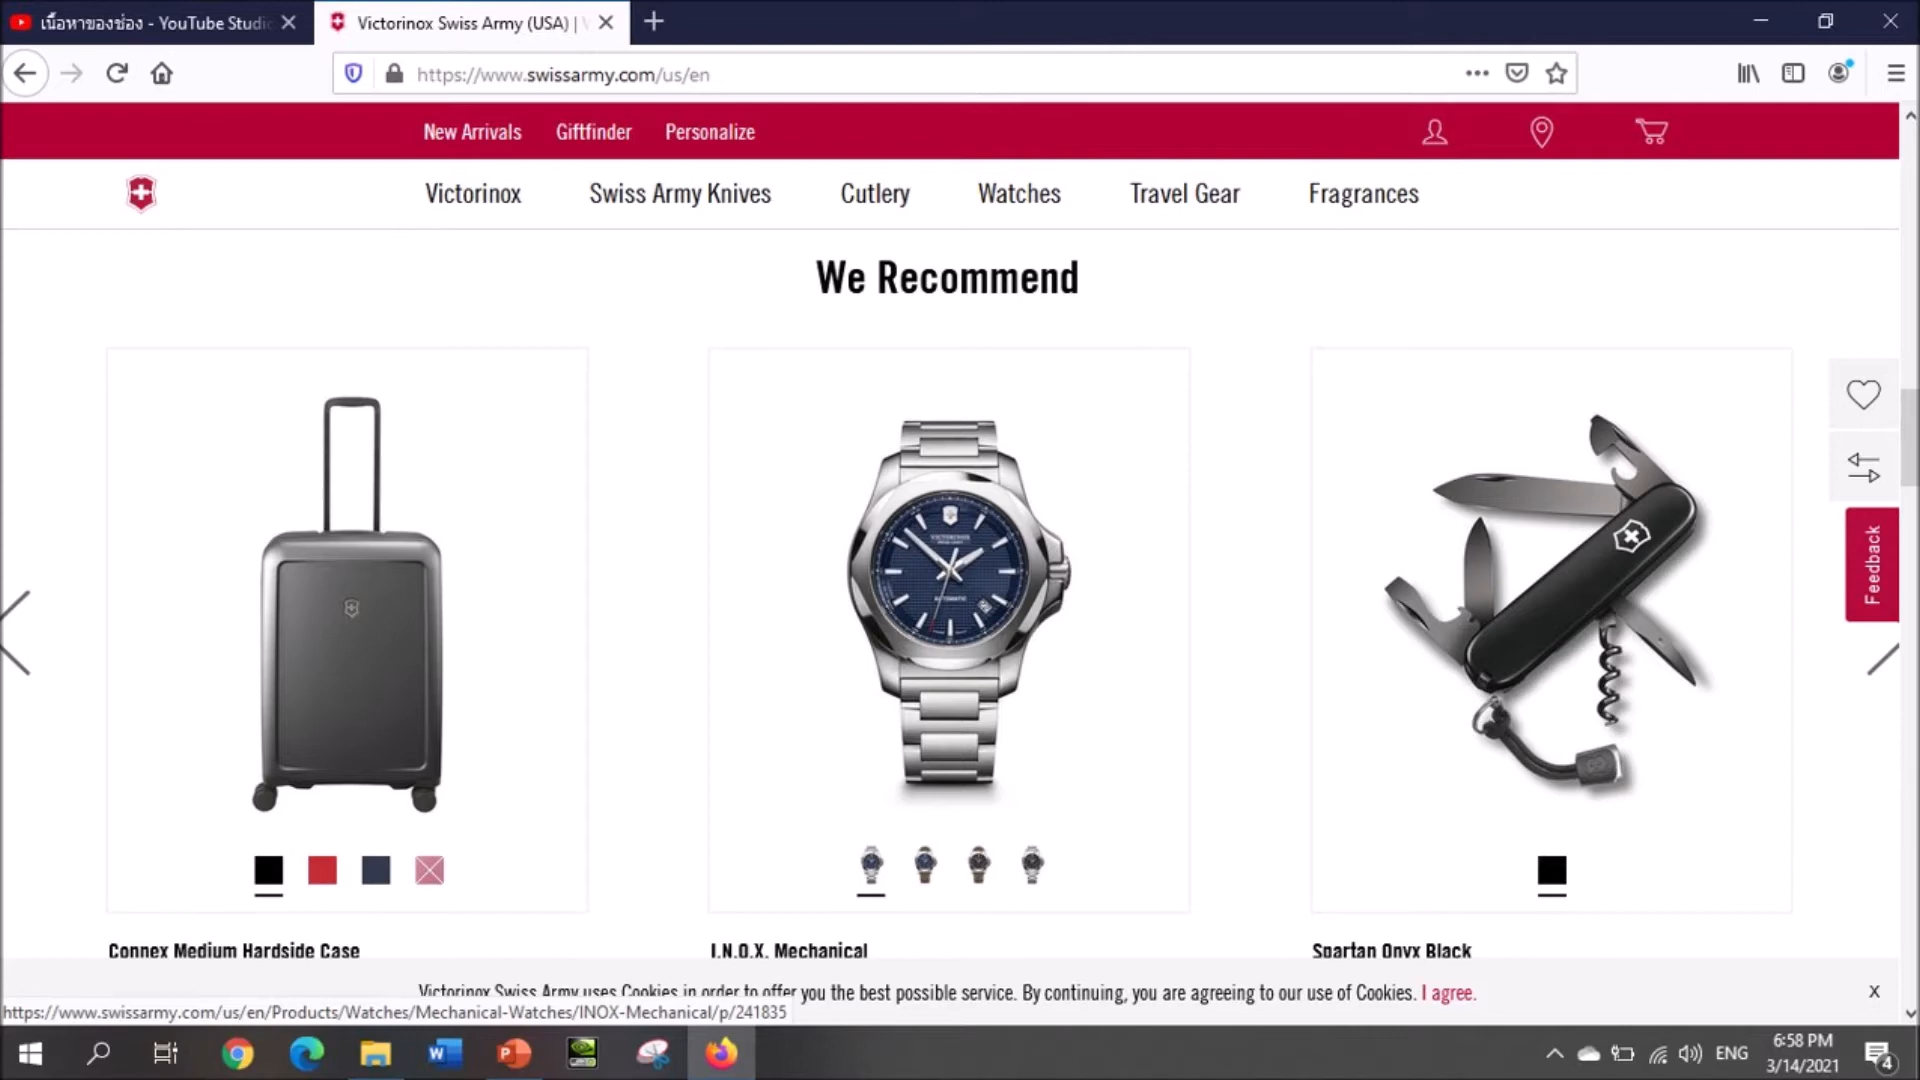 เนื้อหาของช่อง - YouTube Studio
Victorinox Swiss Army (USA) |
https://www.swissarmy.com/us/en
New Arrivals Giftfinder Personalize
Victorinox Swiss Army Knives Cutlery Watches Travel Gear Fragrances
We Recommend
VICTORINOX
AUTOMATIC
Feedback
Connex Medium Hardside Case
I.N.O.X. Mechanical
Spartan Onyx Black
Victorinox Swiss Army uses Cookies in order to offer you the best possible service. By continuing, you are agreeing to our use of Cookies. I agree.
X
https://www.swissarmy.com/us/en/Products/Watches/Mechanical-Watches/INOX-Mechanical/p/241835
ENG
6:58 PM
3/14/2021
4